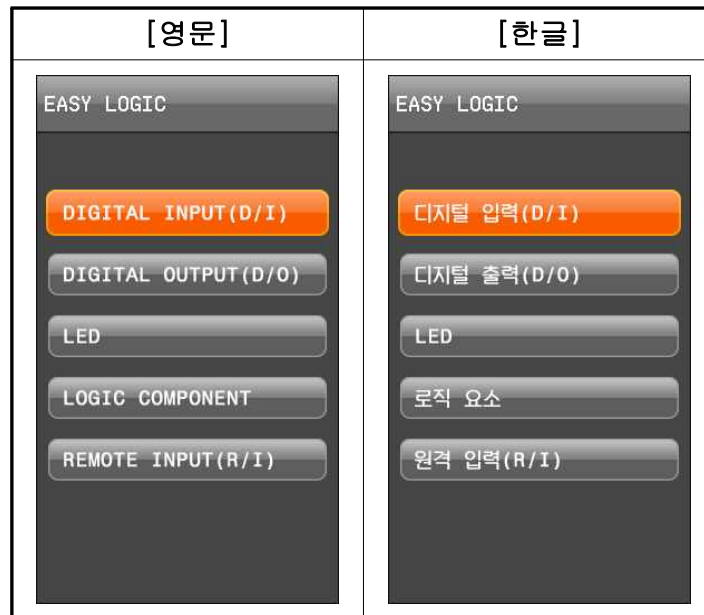 [영문]
[한글]
EASY LOGIC
DIGITAL INPUT(D/I)
DIGITAL OUTPUT(D/O)
LED
LOGIC COMPONENT
REMOTE INPUT(R/I)
EASY LOGIC
디지털 입력(D/I)
디지털 출력(D/O)
LED
로직 요소
원격 입력(R/I)